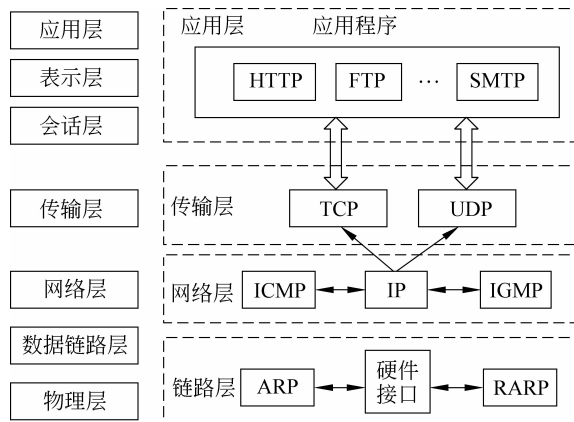 应用层
表示层
会话层
传输层
网络层
数据链路层
物理层
应用层 应用程序
HTTP FTP … SMTP
传输层 TCP UDP
网络层 ICMP IP IGMP
链路层 ARP 硬件接口 RARP